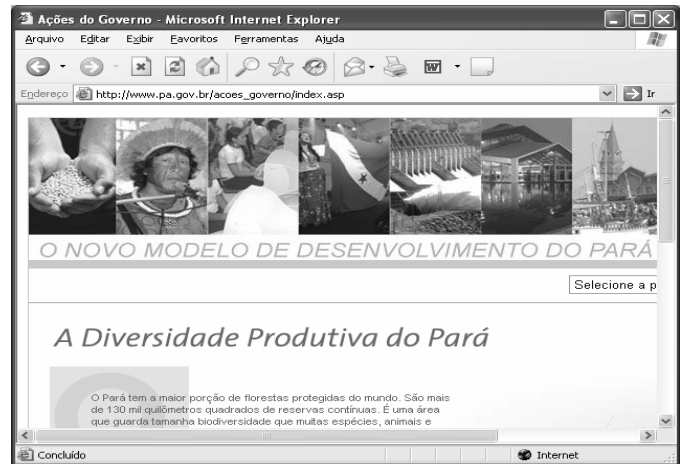 Ações do Governo - Microsoft Internet Explorer
Arquivo Editar Exibir Favoritos Ferramentas Ajuda
Endereço http://www.pa.gov.br/acoes_governo/index.asp Ir
O NOVO MODELO DE DESENVOLVIMENTO DO PARÁ
Selecione a p
A Diversidade Produtiva do Pará
O Pará tem a maior porção de florestas protegidas do mundo. São mais
de 130 mil quilômetros quadrados de reservas contínuas. É uma área
que guarda tamanha biodiversidade que muitas espécies, animais e
Concluído Internet